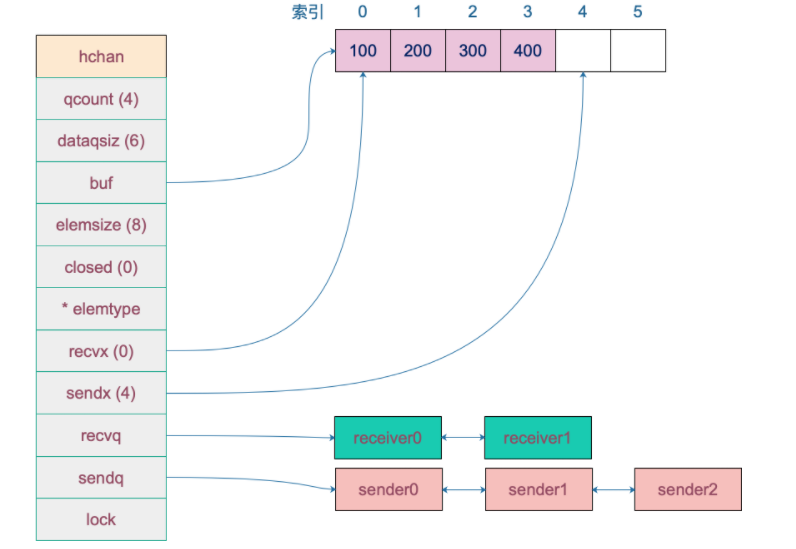 索引 0 1 2 3 4 5
100 200 300 400
hchan
qcount (4)
dataqsiz (6)
buf
elemsize (8)
closed (0)
* elemtype
recvx (0)
sendx (4)
recvq
receiver0 receiver1
sendq
sender0 sender1 sender2
lock